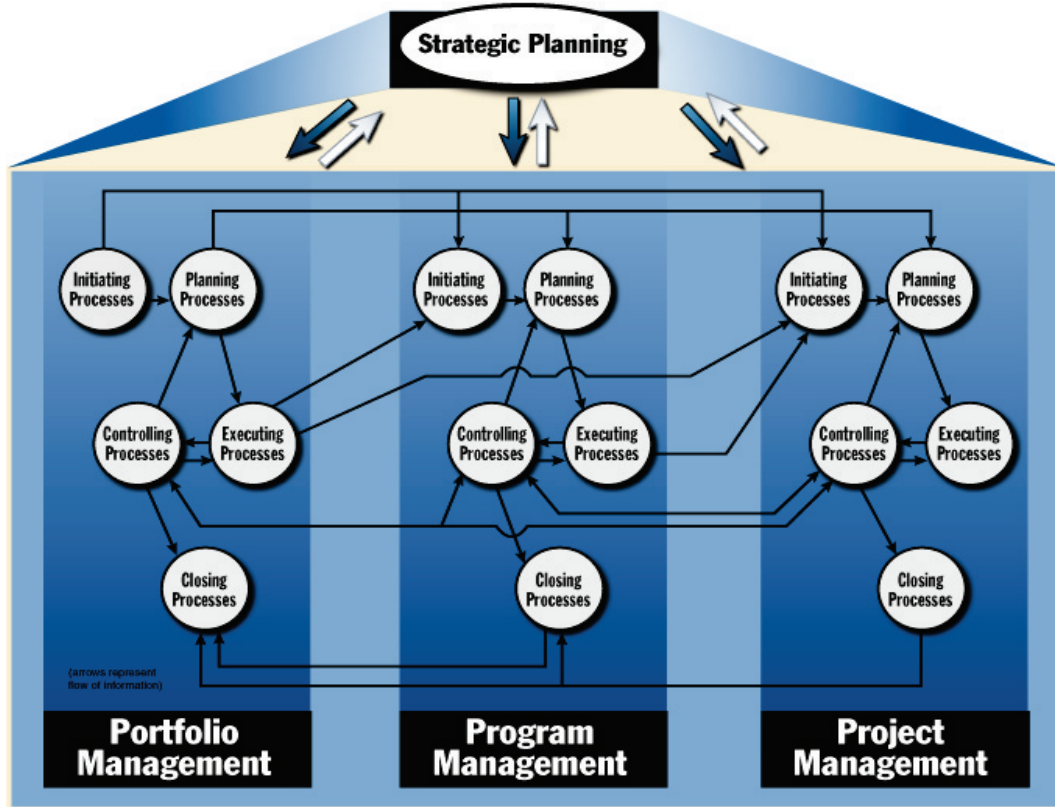 Strategic Planning
Initiating
Processes
Planning
Processes
Initiating
Processes
Planning
Processes
Initiating
Processes
Planning
Processes
Controlling
Processes
Executing
Processes
Controlling
Processes
Executing
Processes
Controlling
Processes
Executing
Processes
Closing
Processes
Closing
Processes
Closing
Processes
(arrows represent
flow of information)
Portfolio
Management
Program
Management
Project
Management